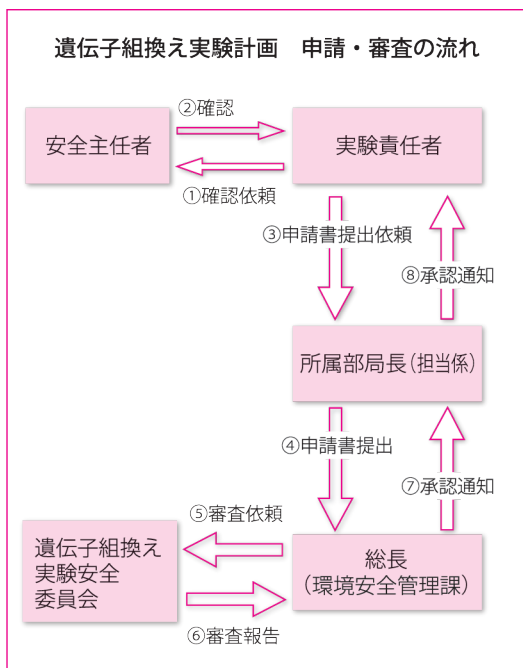 遺伝子組換え実験計画　申請・審査の流れ
②確認
安全主任者
実験責任者
①確認依頼
③申請書提出依頼
⑧承認通知
所属部局長（担当係）
④申請書提出
⑦承認通知
⑤審査依頼
遺伝子組換え
実験安全
委員会
総長
（環境安全管理課）
⑥審査報告